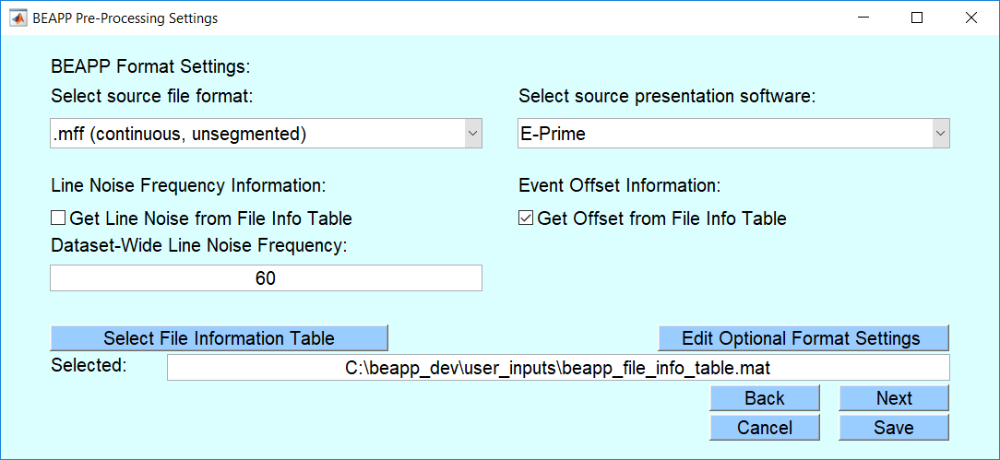 BEAPP Pre-Processing Settings
BEAPP Format Settings:
Select source file format:
Select source presentation software:
.mff (continuous, unsegmented)
E-Prime
Line Noise Frequency Information:
Event Offset Information:
Get Line Noise from File Info Table
Get Offset from File Info Table
Dataset-Wide Line Noise Frequency:
60
Select File Information Table
Edit Optional Format Settings
Selected:
C:\beapp_dev\user_inputs\beapp_file_info_table.mat
Back
Next
Cancel
Save